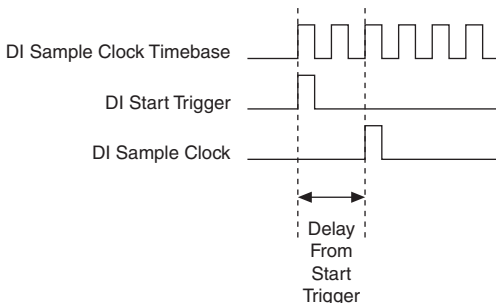 DI Sample Clock Timebase
DI Start Trigger
DI Sample Clock
Delay
From
Start
Trigger